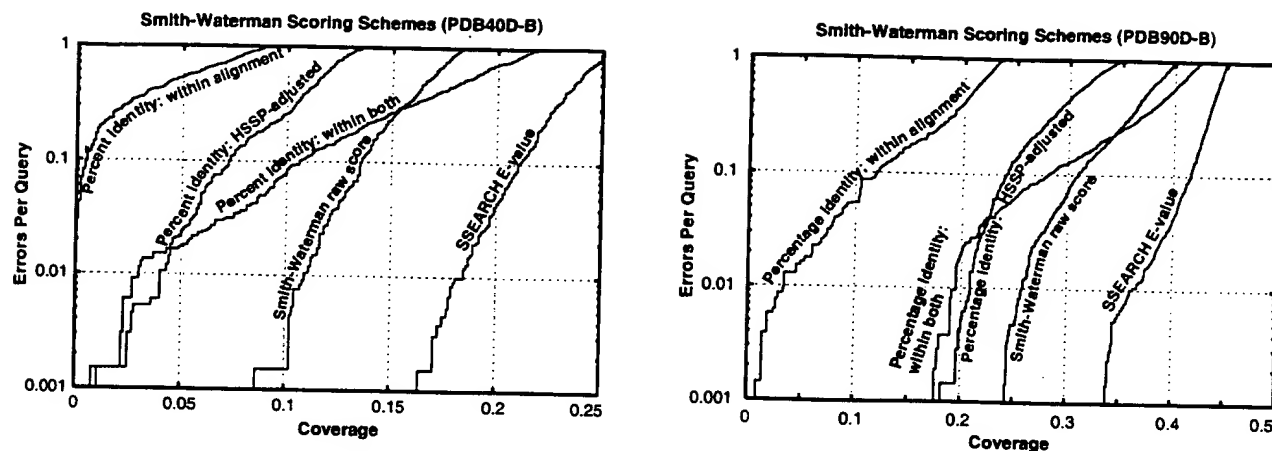 Smith-Waterman Scoring Schemes (PDB40D-B)
Errors Per Query
1
0.1
0.01
0.001
Percent Identity: within alignment
Percent Identity: HSSP-adjusted
Percent Identity: within both
Smith-Waterman raw score
SSEARCH E-value
0
0.05
0.1
0.15
0.2
0.25
Coverage
Smith-Waterman Scoring Schemes (PDB90D-B)
Errors Per Query
1
0.1
0.01
0.001
Percentage Identity: within alignment
Percentage Identity:
within both
Percentage Identity: HSSP-adjusted
Smith-Waterman raw score
SSEARCH E-value
0
0.1
0.2
0.3
0.4
0.5
Coverage